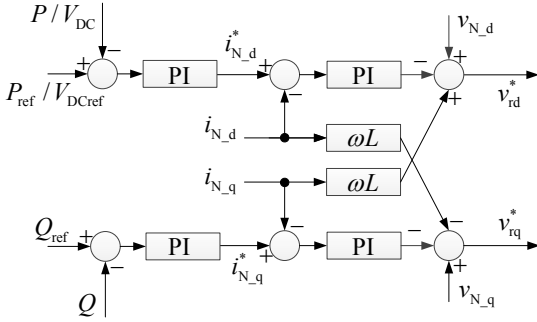 P / V_DC
v_N_d
i*_N_d
+
−
PI
+
−
PI
−
+
+
P_ref / V_DCref
v*_rd
i_N_d
ωL
i_N_q
ωL
Q_ref
+
−
PI
−
+
PI
−
−
+
v*_rq
i*_N_q
Q
v_N_q